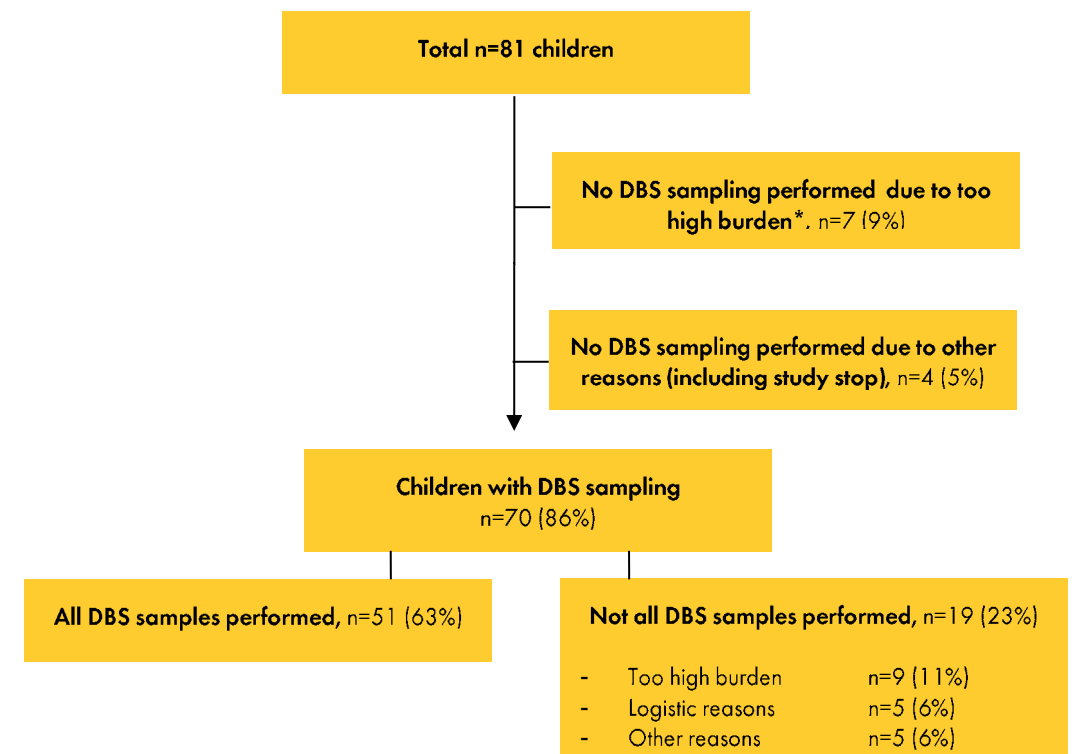 Total n=81 children
No DBS sampling performed due to too
high burden*. n=7 (9%)
No DBS sampling performed due to other
reasons (including study stop), n=4 (5%)
Children with DBS sampling
n=70 (86%)
All DBS samples performed, n=51 (63%)
Not all DBS samples performed, n=19 (23%)
- Too high burden n=9 (11%)
- Logistic reasons n=5 (6%)
- Other reasons n=5 (6%)